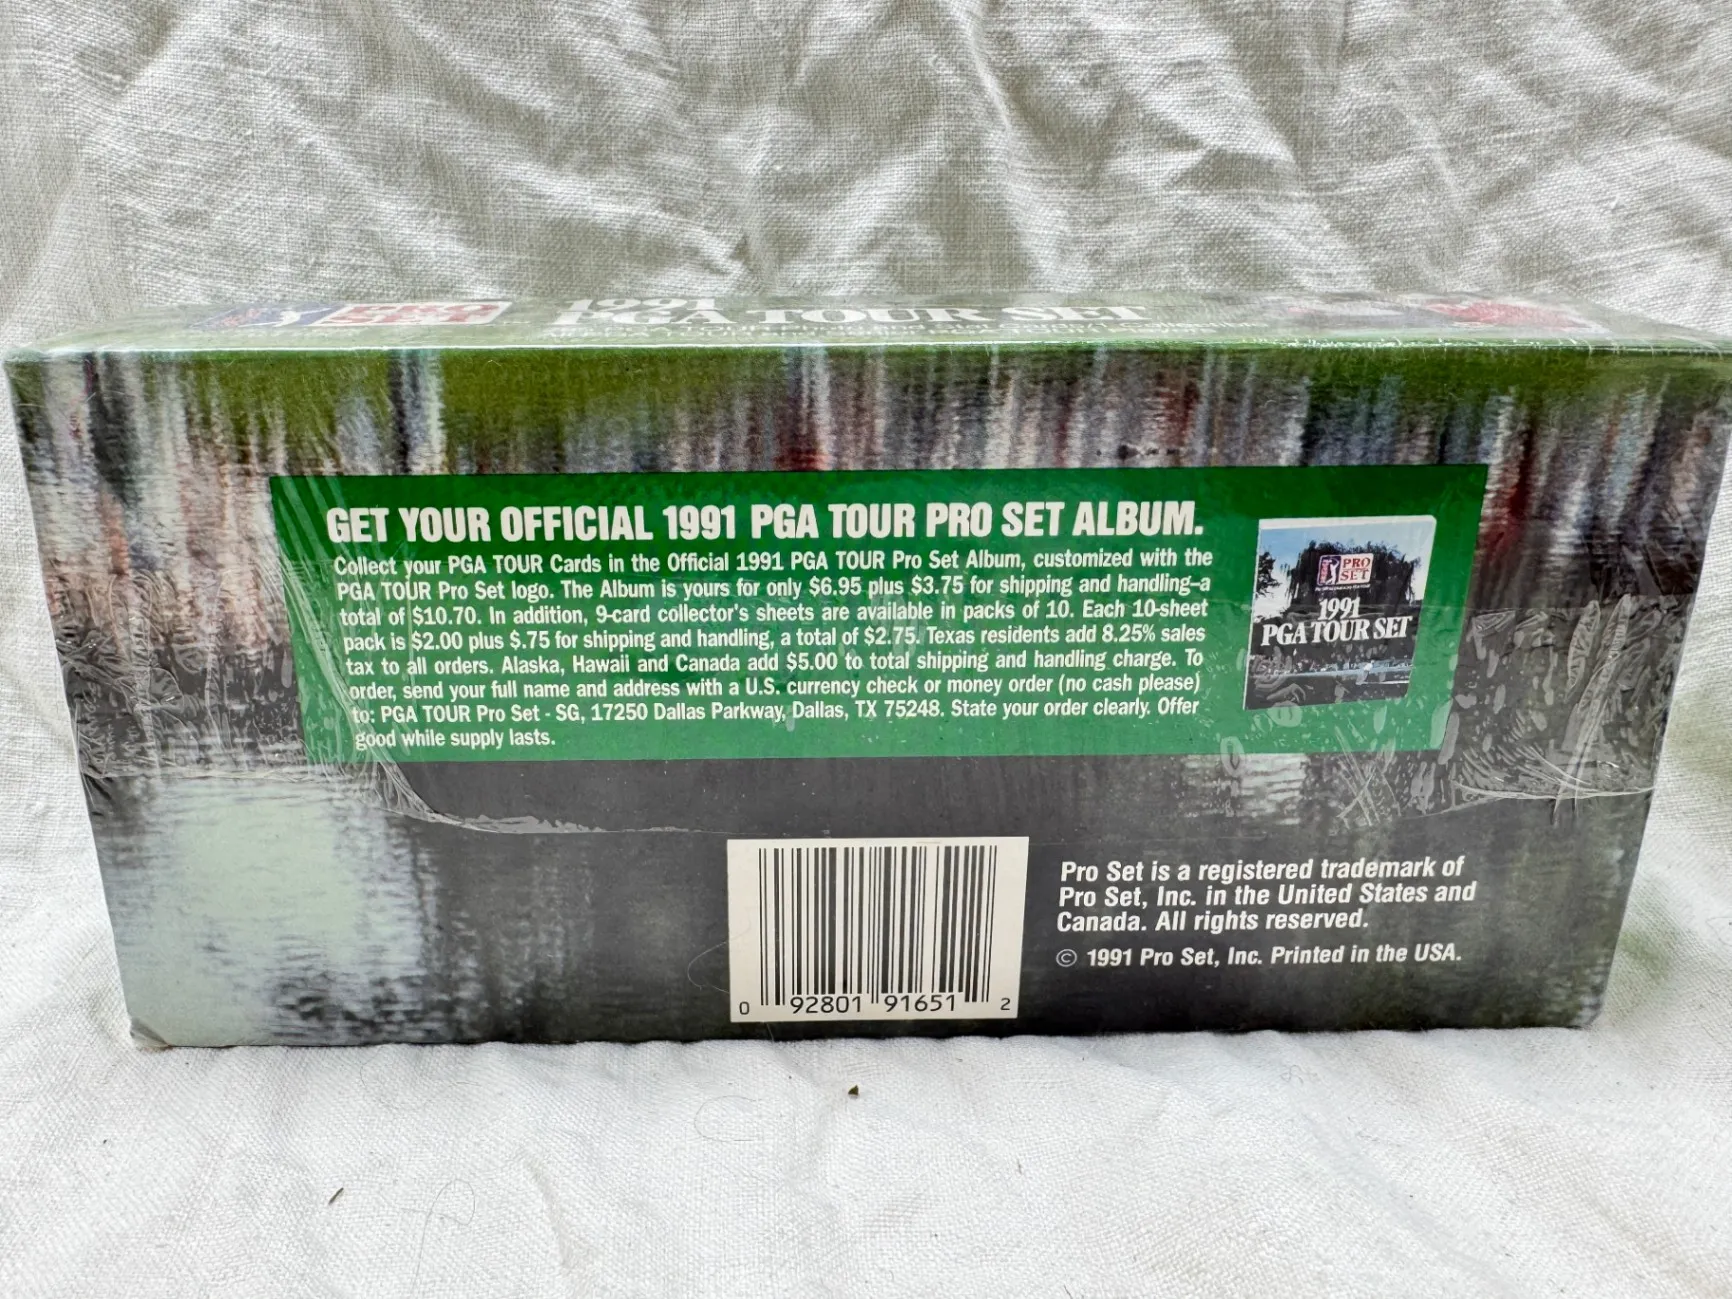 PRO
SET
1991
PGA TOUR SET
GET YOUR OFFICIAL 1991 PGA TOUR PRO SET ALBUM.
Collect your PGA TOUR Cards in the Official 1991 PGA TOUR Pro Set Album, customized with the
PGA TOUR Pro Set logo. The Album is yours for only $6.95 plus $3.75 for shipping and handling–a
total of $10.70. In addition, 9-card collector's sheets are available in packs of 10. Each 10-sheet
pack is $2.00 plus $.75 for shipping and handling, a total of $2.75. Texas residents add 8.25% sales
tax to all orders. Alaska, Hawaii and Canada add $5.00 to total shipping and handling charge. To
order, send your full name and address with a U.S. currency check or money order (no cash please)
to: PGA TOUR Pro Set - SG, 17250 Dallas Parkway, Dallas, TX 75248. State your order clearly. Offer
good while supply lasts.
PRO
SET
1991
PGA TOUR SET
0 92801 91651 2
Pro Set is a registered trademark of
Pro Set, Inc. in the United States and
Canada. All rights reserved.
© 1991 Pro Set, Inc. Printed in the USA.